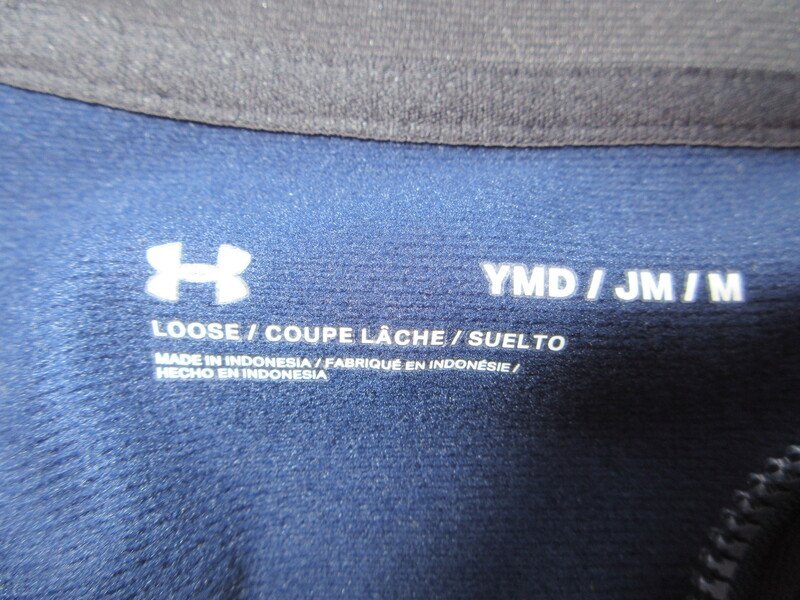 YMD / JM / M
LOOSE / COUPE LÂCHE / SUELTO
MADE IN INDONESIA / FABRIQUÉ EN INDONÉSIE /
HECHO EN INDONESIA